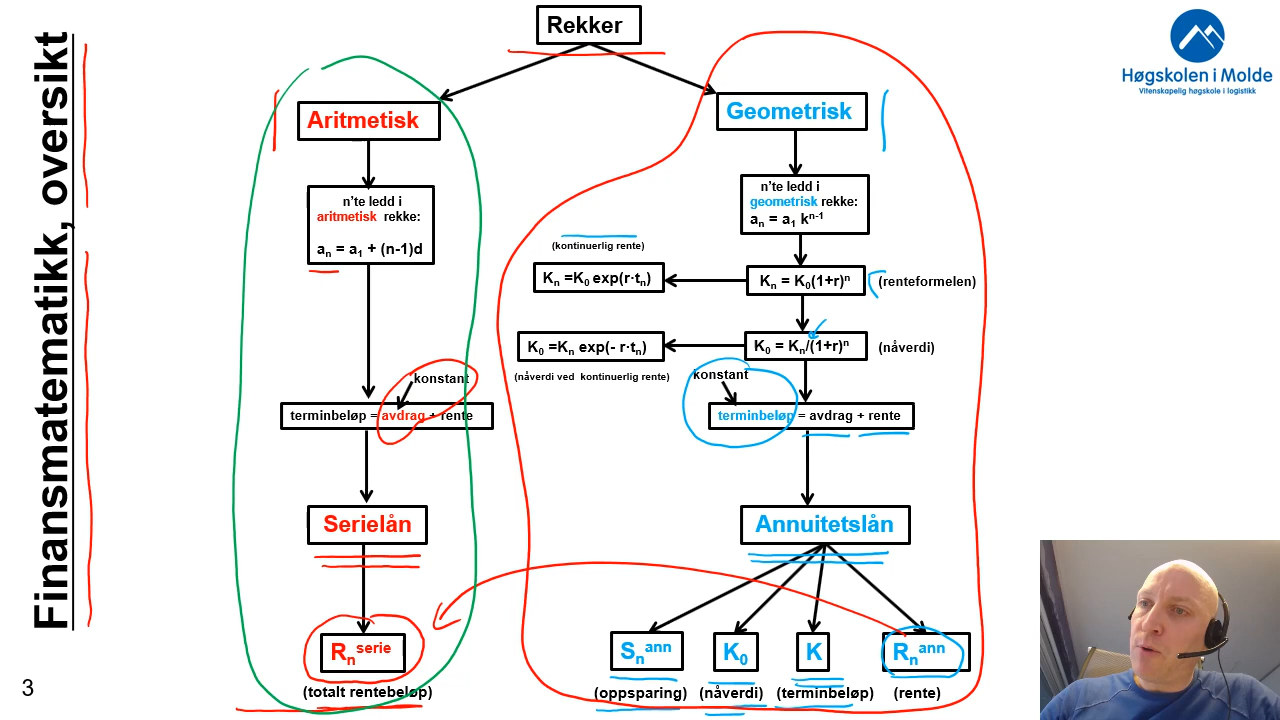 Finansmatematikk, oversikt
Rekker
Høgskolen i Molde
Vitenskapelig høgskole i logistikk
Aritmetisk
n'te ledd i
aritmetisk rekke:
aₙ = a₁ + (n-1)d
konstant
terminbeløp = avdrag + rente
Serielån
Rₙˢᵉʳⁱᵉ
(totalt rentebeløp)
Geometrisk
n'te ledd i
geometrisk rekke:
aₙ = a₁ kⁿ⁻¹
(kontinuerlig rente)
Kₙ =K₀ exp(r·tₙ)
Kₙ = K₀(1+r)ⁿ
(renteformelen)
K₀ =Kₙ exp(- r·tₙ)
K₀ = Kₙ/(1+r)ⁿ
(nåverdi)
(nåverdi ved kontinuerlig rente)
konstant
terminbeløp = avdrag + rente
Annuitetslån
Sₙᵃⁿⁿ
K₀
K
Rₙᵃⁿⁿ
(oppsparing)
(nåverdi)
(terminbeløp)
(rente)
3